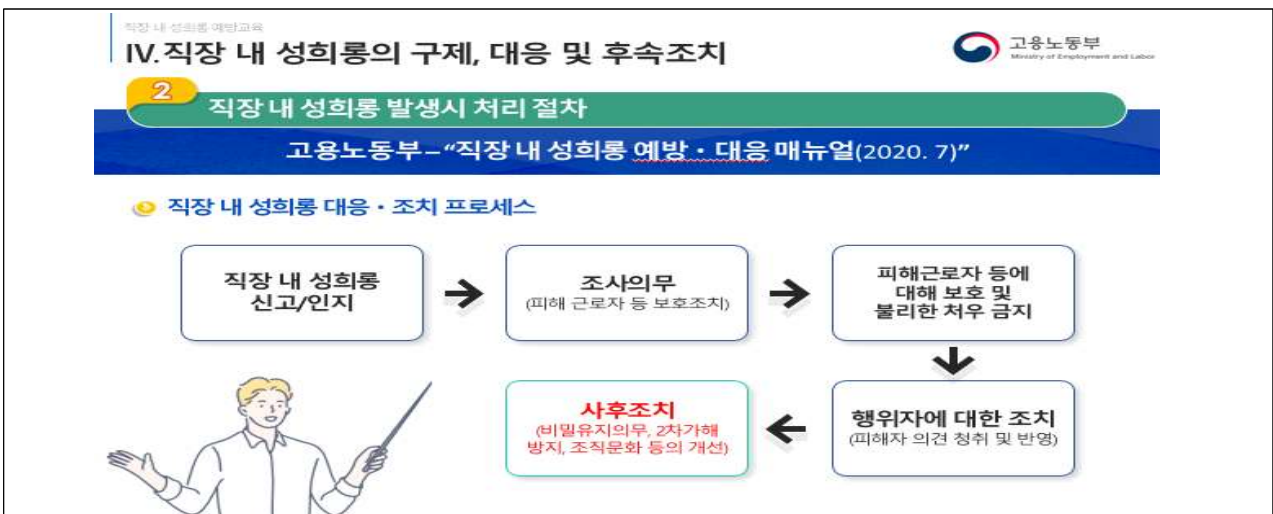 직장 내 성희롱 예방교육
IV.직장 내 성희롱의 구제, 대응 및 후속조치
고용노동부
Ministry of Employment and Labor
2
직장 내 성희롱 발생시 처리 절차
고용노동부–“직장 내 성희롱 예방・대응 매뉴얼(2020. 7)”
직장 내 성희롱 대응・조치 프로세스
직장 내 성희롱
신고/인지
조사의무
(피해 근로자 등 보호조치)
피해근로자 등에
대해 보호 및
불리한 처우 금지
행위자에 대한 조치
(피해자 의견 청취 및 반영)
사후조치
(비밀유지의무, 2차가해
방지, 조직문화 등의 개선)